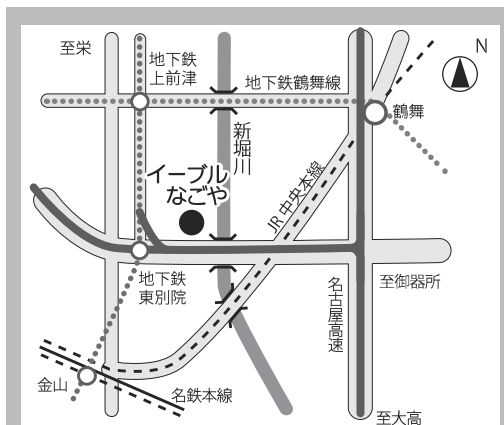 至栄
地下鉄
上前津
地下鉄鶴舞線
N
鶴舞
新堀川
イーブル
なごや
JR中央本線
地下鉄
東別院
名古屋高速
至御器所
金山
名鉄本線
至大高